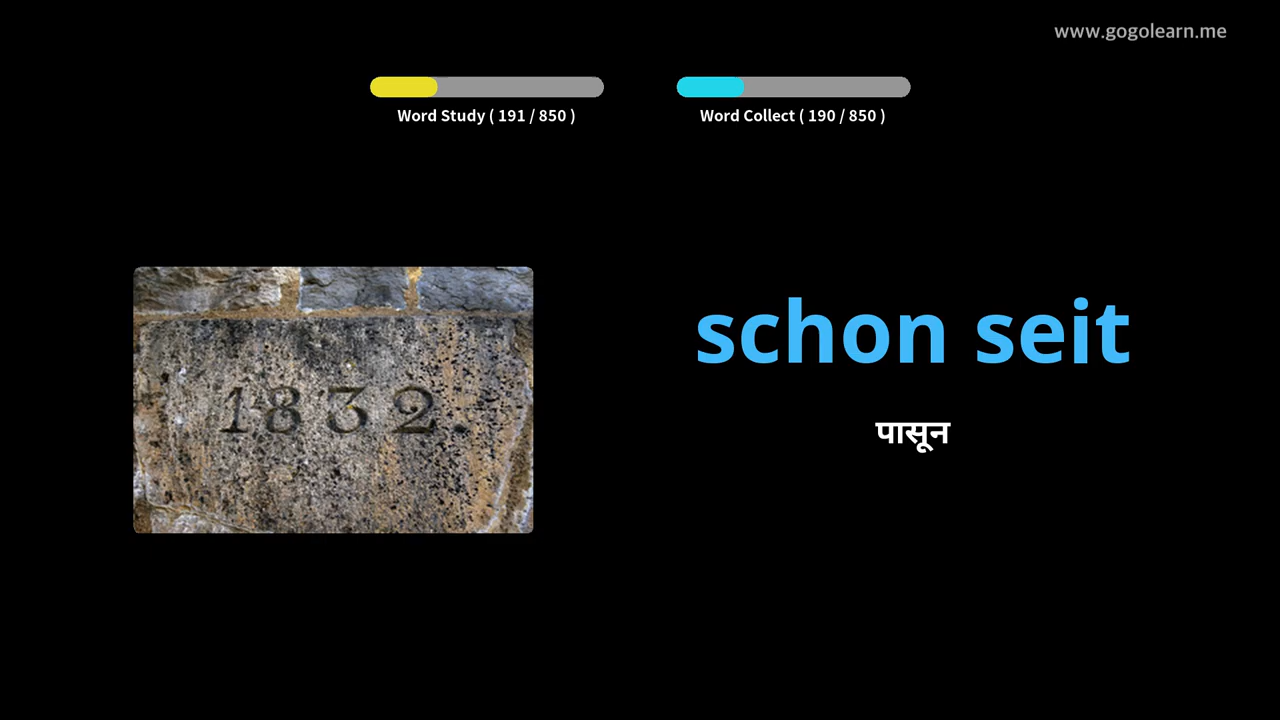 www.gogolearn.me
Word Study ( 191 / 850 )
Word Collect ( 190 / 850 )
1832.
schon seit
पासून